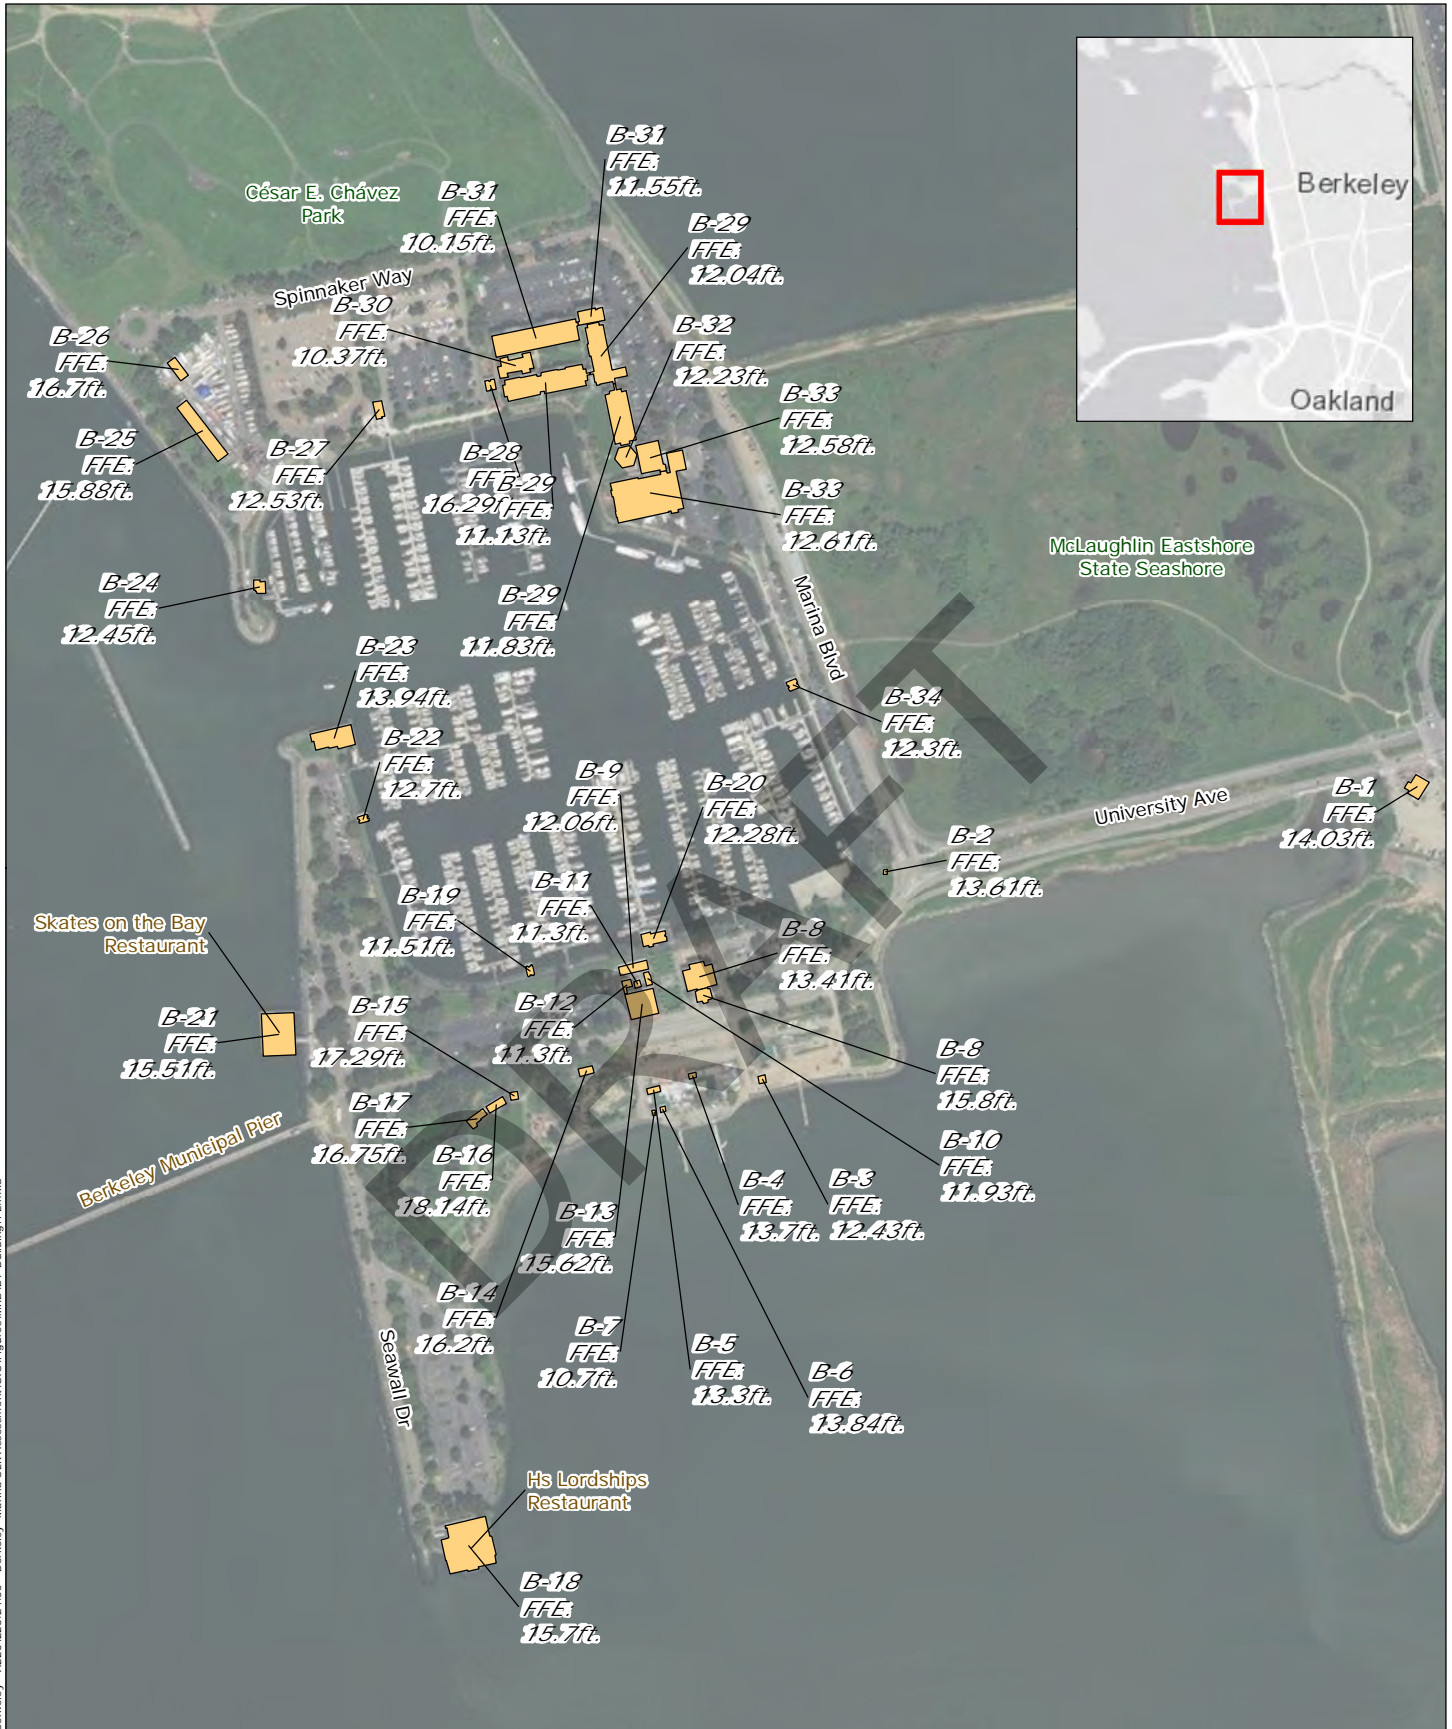 B-31
FFE:
11.55ft.
César E. Chávez
Park
B-31
FFE:
10.15ft.
Berkeley
B-29
FFE:
12.04ft.
Spinnaker Way
B-30
FFE:
10.37ft.
B-26
FFE:
16.7ft.
B-32
FFE:
12.23ft.
Oakland
B-33
FFE:
12.58ft.
B-25
FFE:
15.88ft.
B-27
FFE:
12.53ft.
B-28
FFE:
16.29ft.
B-29
FFE:
11.13ft.
B-33
FFE:
12.61ft.
McLaughlin Eastshore
State Seashore
B-24
FFE:
12.45ft.
B-29
FFE:
11.83ft.
Marina Blvd
B-23
FFE:
13.94ft.
B-34
FFE:
12.3ft.
B-22
FFE:
12.7ft.
B-9
FFE:
12.06ft.
B-20
FFE:
12.28ft.
University Ave
B-1
FFE:
14.03ft.
B-2
FFE:
13.61ft.
B-11
FFE:
11.3ft.
B-19
FFE:
11.51ft.
Skates on the Bay
Restaurant
B-8
FFE:
13.41ft.
B-21
FFE:
15.51ft.
B-15
FFE:
17.29ft.
B-12
FFE:
11.3ft.
B-8
FFE:
15.8ft.
B-17
FFE:
16.75ft.
Berkeley Municipal Pier
B-16
FFE:
18.14ft.
B-10
FFE:
11.93ft.
B-4
FFE:
13.7ft.
B-3
FFE:
12.43ft.
B-13
FFE:
15.62ft.
B-14
FFE:
16.2ft.
B-7
FFE:
10.7ft.
B-5
FFE:
13.3ft.
B-6
FFE:
13.84ft.
Seawall Dr
Hs Lordships
Restaurant
B-18
FFE:
15.7ft.
DRAFT